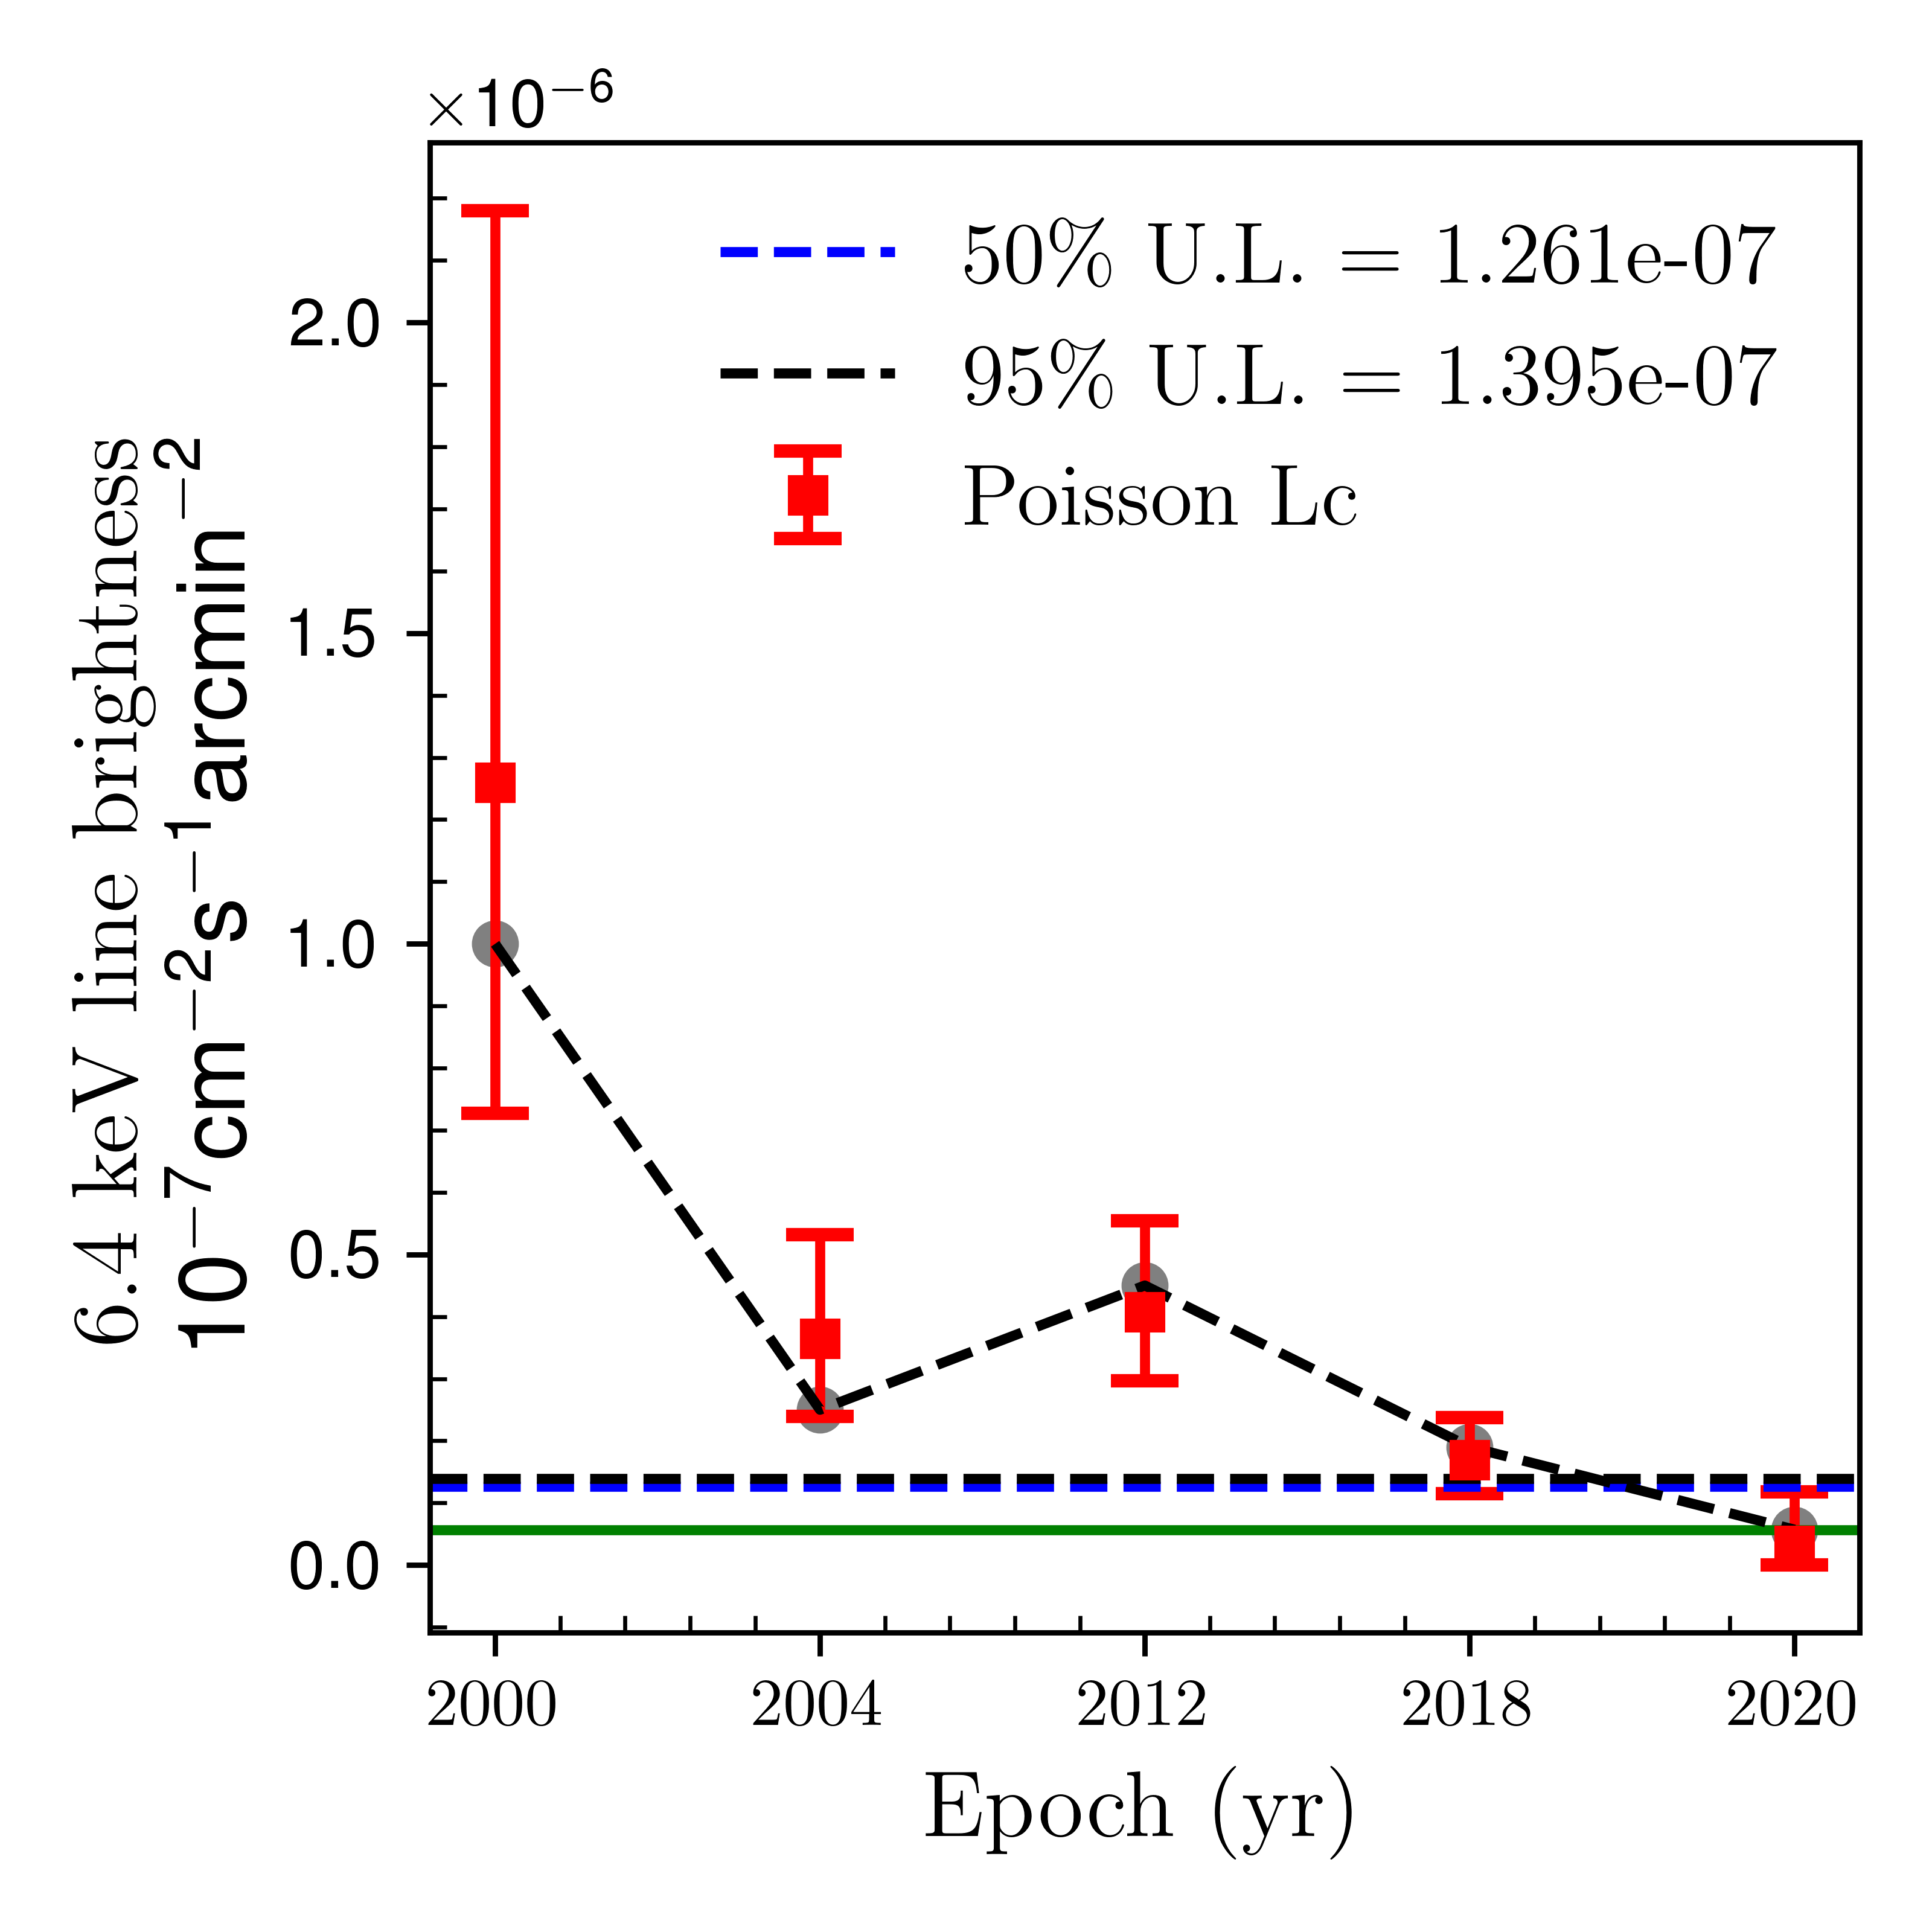 ×10⁻⁶
50% U.L. = 1.261e-07
95% U.L. = 1.395e-07
Poisson Lc
6.4 keV line brightness
10⁻⁷cm⁻²s⁻¹arcmin⁻²
2.0
1.5
1.0
0.5
0.0
2000 2004 2012 2018 2020
Epoch (yr)